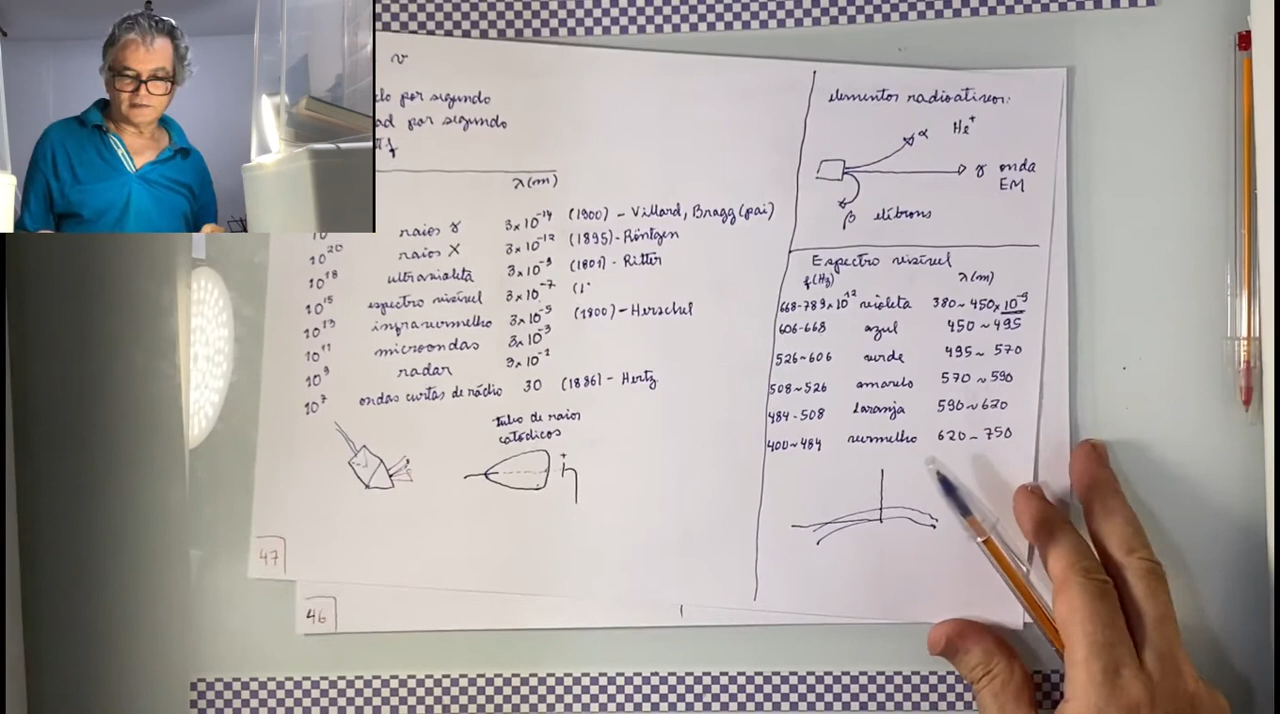 ν
clo por segundo
ad por segundo
f
λ(m)
raios γ 3×10⁻¹⁴ (1900) - Villard, Bragg (pai)
10²⁰ raios X 3×10⁻¹² (1895) - Röntgen
10¹⁸ ultravioleta 3×10⁻⁹ (1801) - Ritter
10¹⁵ espectro visível 3×10⁻⁷ (1
10¹³ infravermelho 3×10⁻⁵ (1800) - Herschel
10¹¹ microondas 3×10⁻³
10⁹ radar 3×10⁻¹
10⁷ ondas curtas de rádio 30 (1886) - Hertz
tubo de raios
catódicos
+
47
46
elementos radioativos:
α He⁺
γ onda
EM
β elétrons
Espectro visível
f(Hz) λ(m)
668-789×10¹² violeta 380~450×10⁻⁹
606-668 azul 450~495
526~606 verde 495~570
508~526 amarelo 570~590
484-508 laranja 590~620
400~484 vermelho 620~750